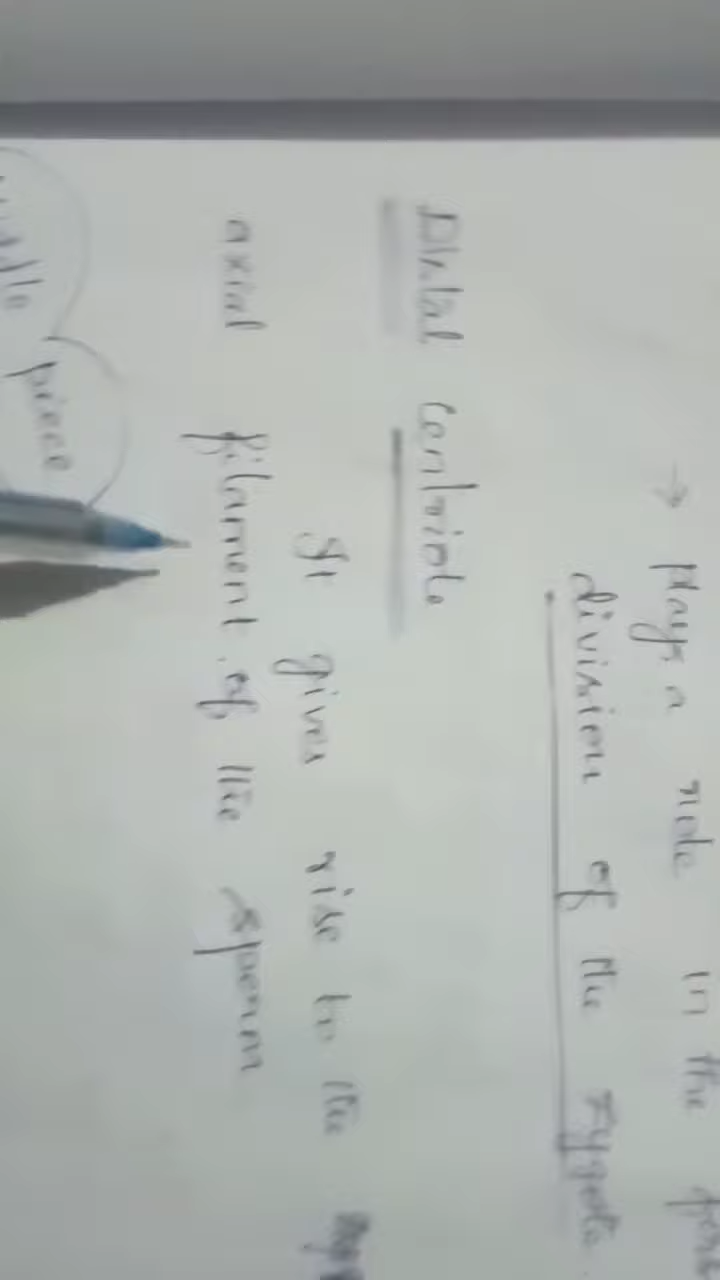 → plays a role in the
division of the zygote.
Distal Centriole
It gives rise to the
axial filament of the sperm
piece